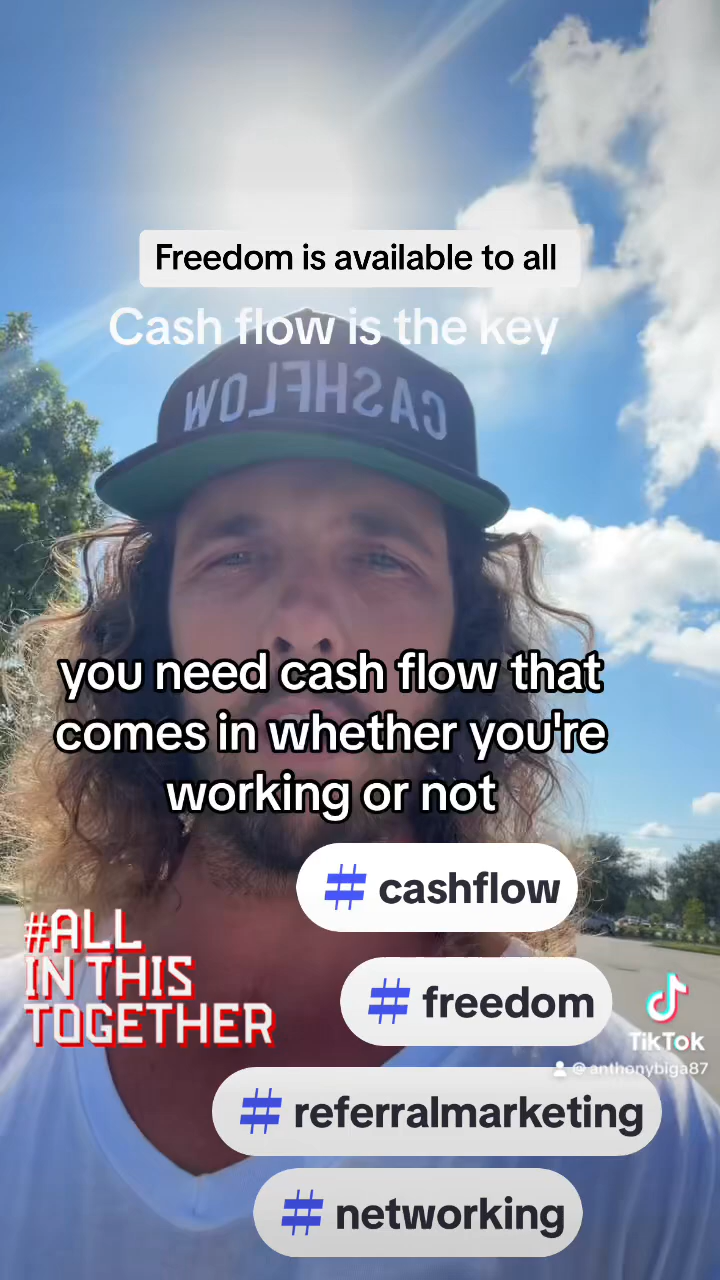 Freedom is available to all
Cash flow is the key
CASHFLOW
you need cash flow that
comes in whether you're
working or not
# cashflow
#ALL
IN THIS
TOGETHER
# freedom
TikTok
@anthonybiga87
# referralmarketing
# networking